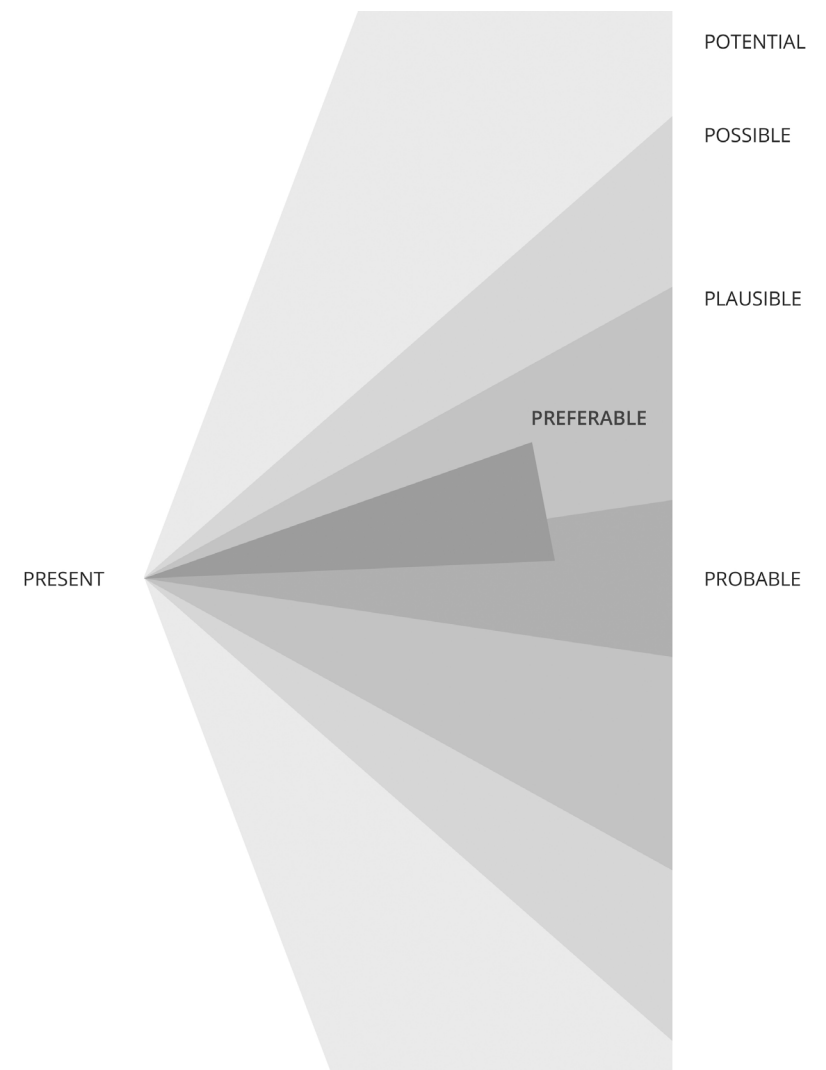 POTENTIAL
POSSIBLE
PLAUSIBLE
PREFERABLE
PRESENT
PROBABLE